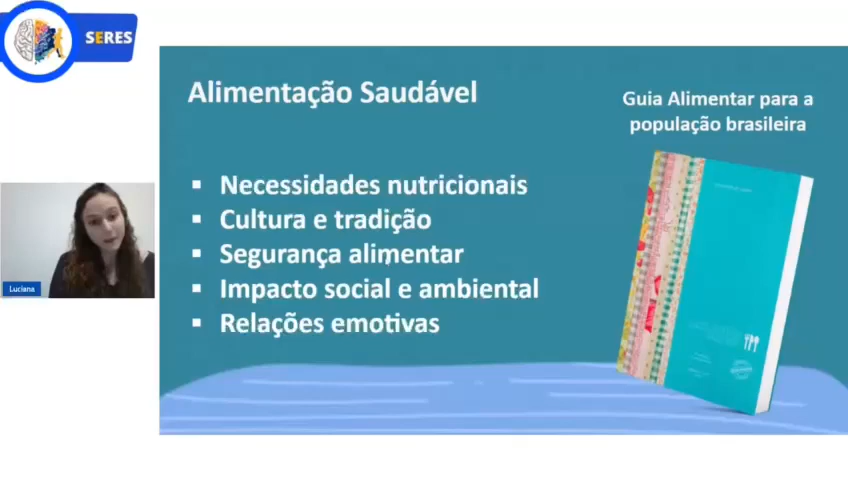 SERES
Alimentação Saudável
Guia Alimentar para a
população brasileira
Necessidades nutricionais
Cultura e tradição
Segurança alimentar
Impacto social e ambiental
Relações emotivas
Luciana